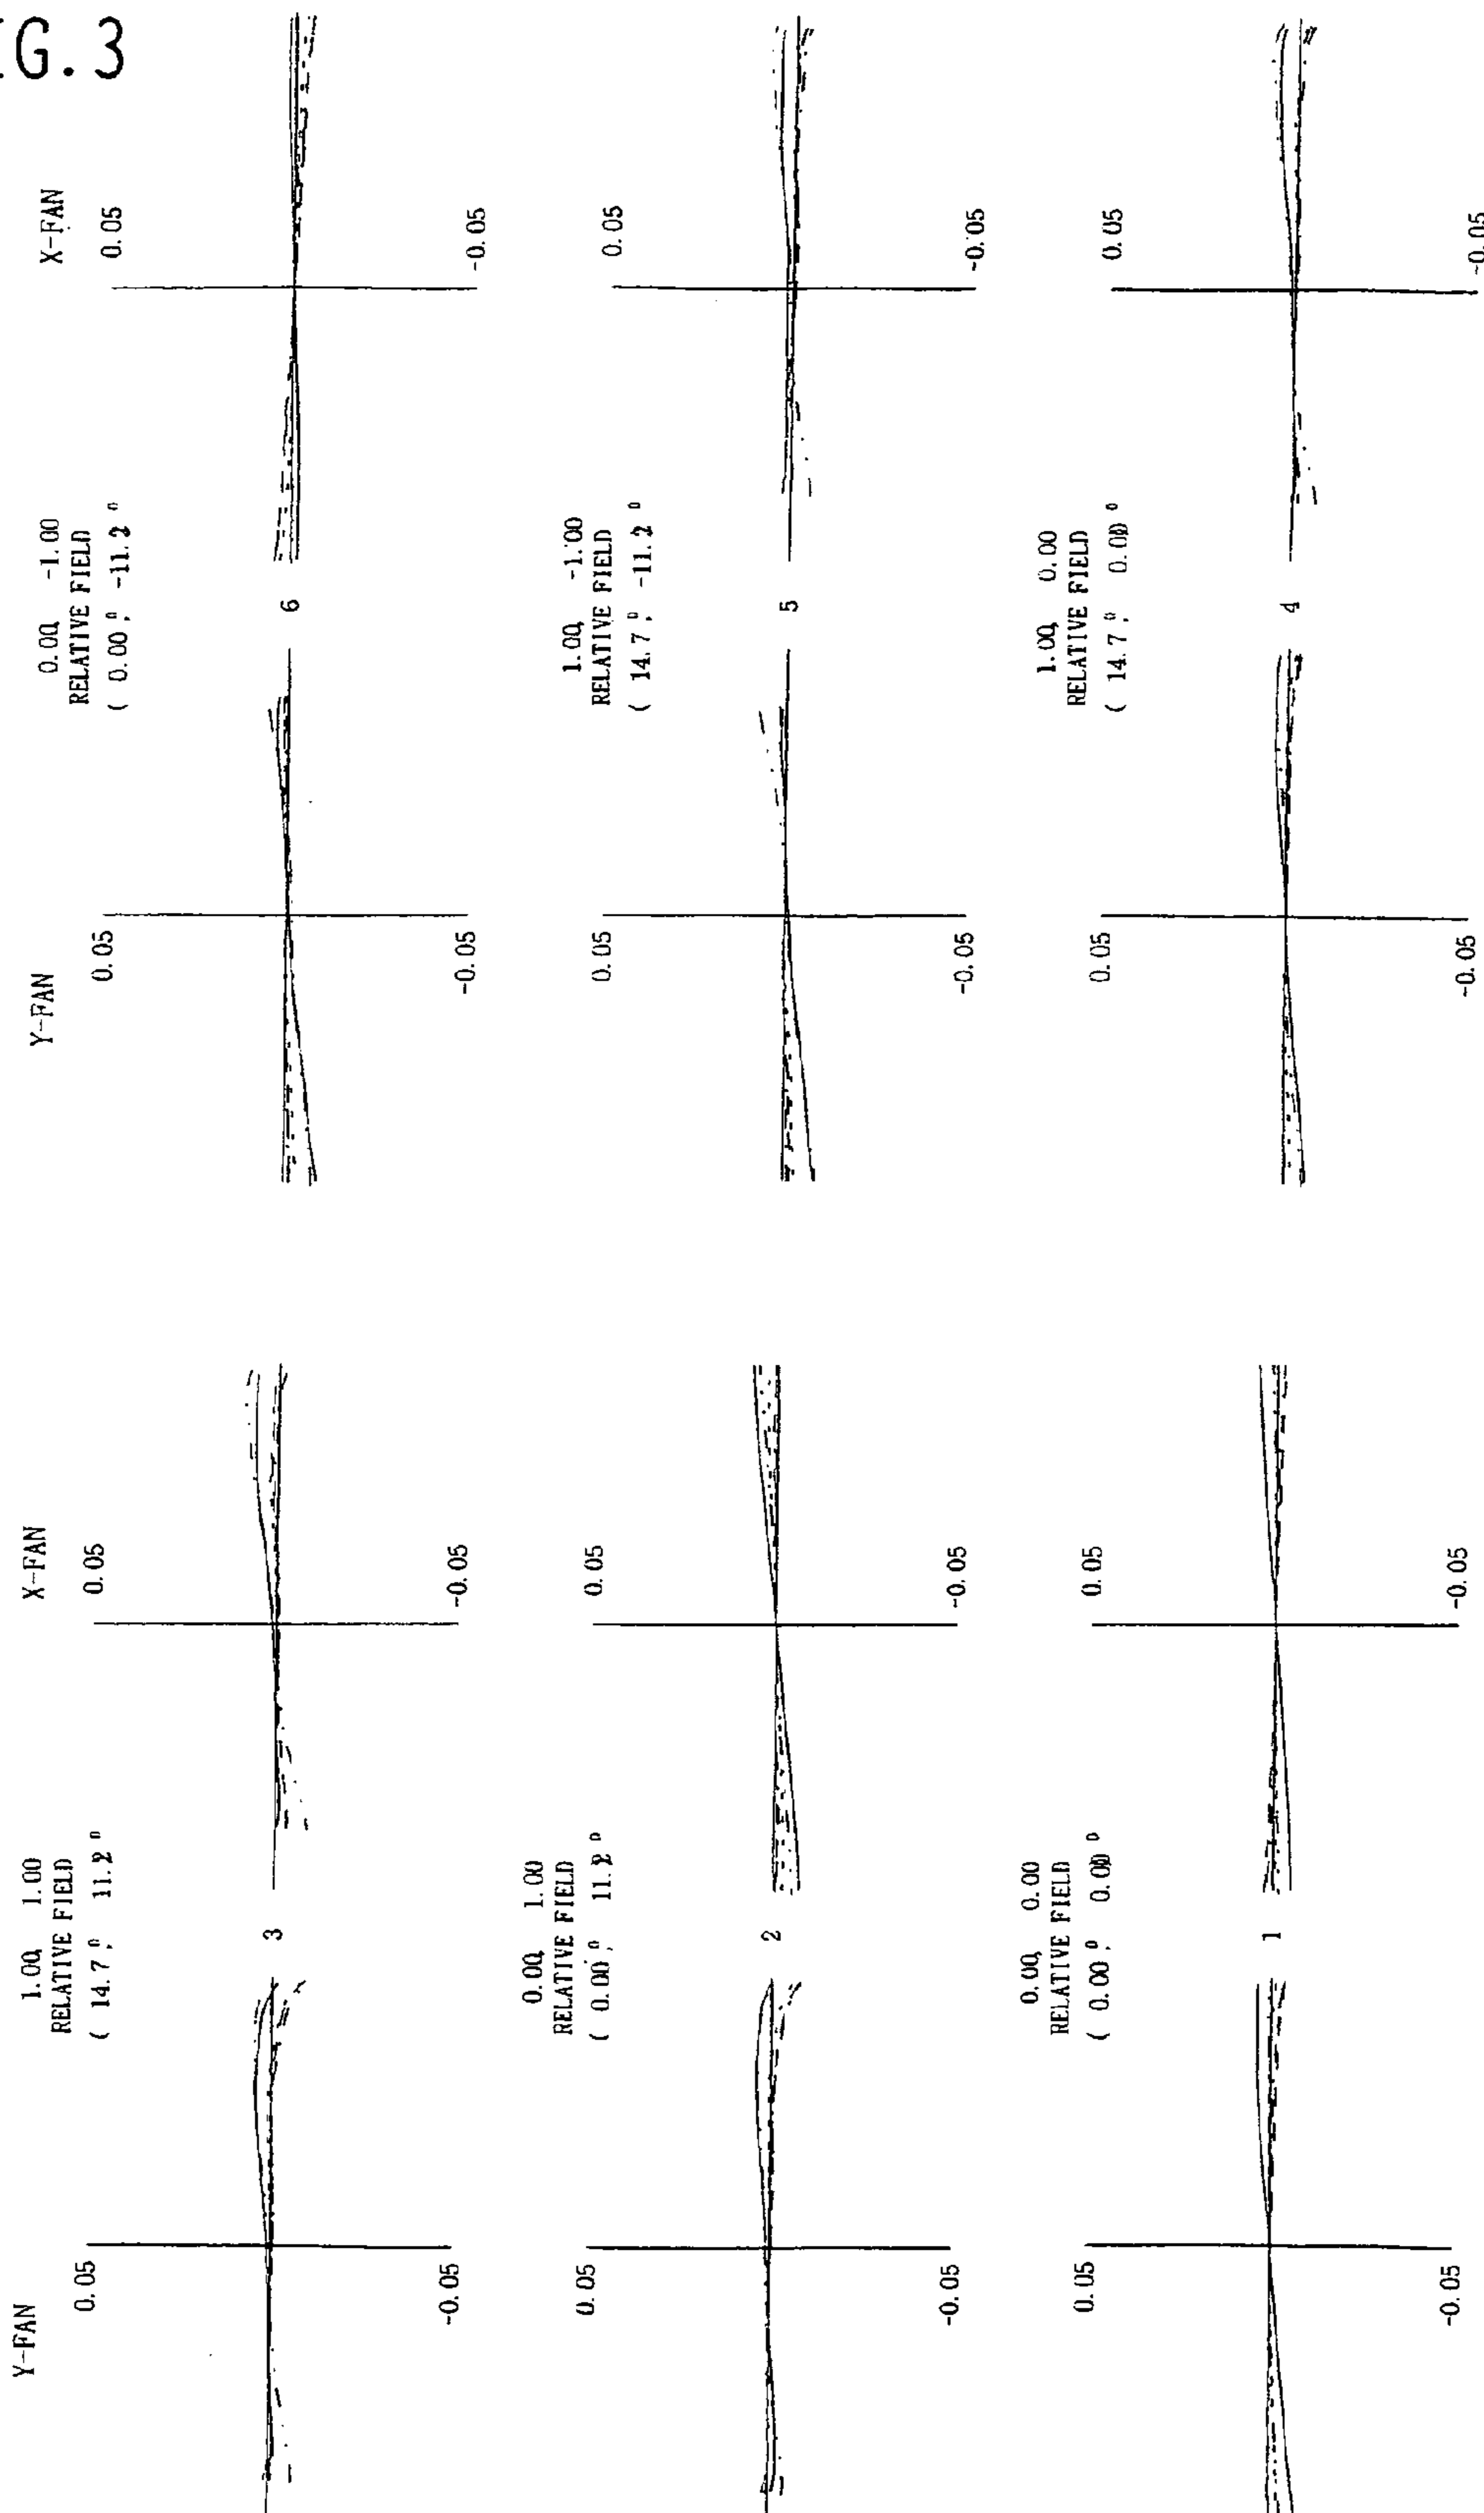 G.3
Y-FAN
X-FAN
1.00, 1.00
RELATIVE FIELD
( 14.7°, 11.2°
0.05
-0.05
3
0.05
-0.05
0.00, 1.00
RELATIVE FIELD
( 0.00°, 11.2°
0.05
-0.05
2
0.05
-0.05
0.00, 0.00
RELATIVE FIELD
( 0.00°, 0.00°
0.05
-0.05
1
0.05
-0.05
Y-FAN
X-FAN
0.00, -1.00
RELATIVE FIELD
( 0.00°, -11.2°
0.05
-0.05
6
0.05
-0.05
1.00, -1.00
RELATIVE FIELD
( 14.7°, -11.2°
0.05
-0.05
5
0.05
-0.05
1.00, 0.00
RELATIVE FIELD
( 14.7°, 0.00°
0.05
-0.05
4
0.05
-0.05